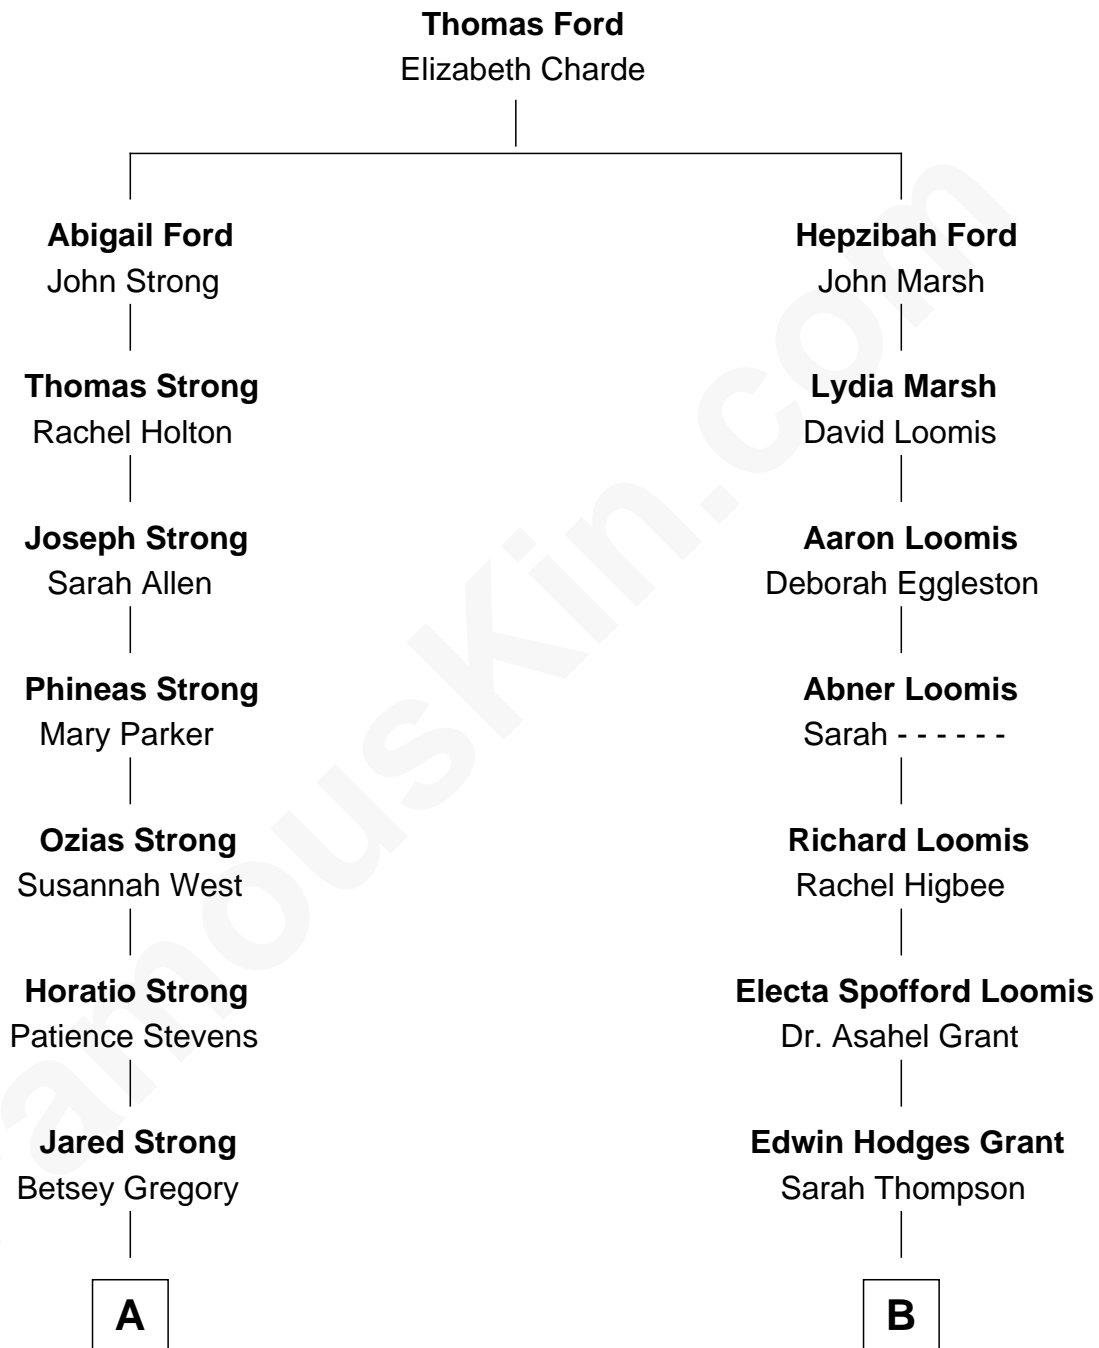 Thomas Ford
Elizabeth Charde
Abigail Ford
John Strong
Hepzibah Ford
John Marsh
Thomas Strong
Rachel Holton
Lydia Marsh
David Loomis
Joseph Strong
Sarah Allen
Aaron Loomis
Deborah Eggleston
Phineas Strong
Mary Parker
Abner Loomis
Sarah - - - - - -
Ozias Strong
Susannah West
Richard Loomis
Rachel Higbee
Horatio Strong
Patience Stevens
Electa Spofford Loomis
Dr. Asahel Grant
Jared Strong
Betsey Gregory
Edwin Hodges Grant
Sarah Thompson
A
B
amouskin.com